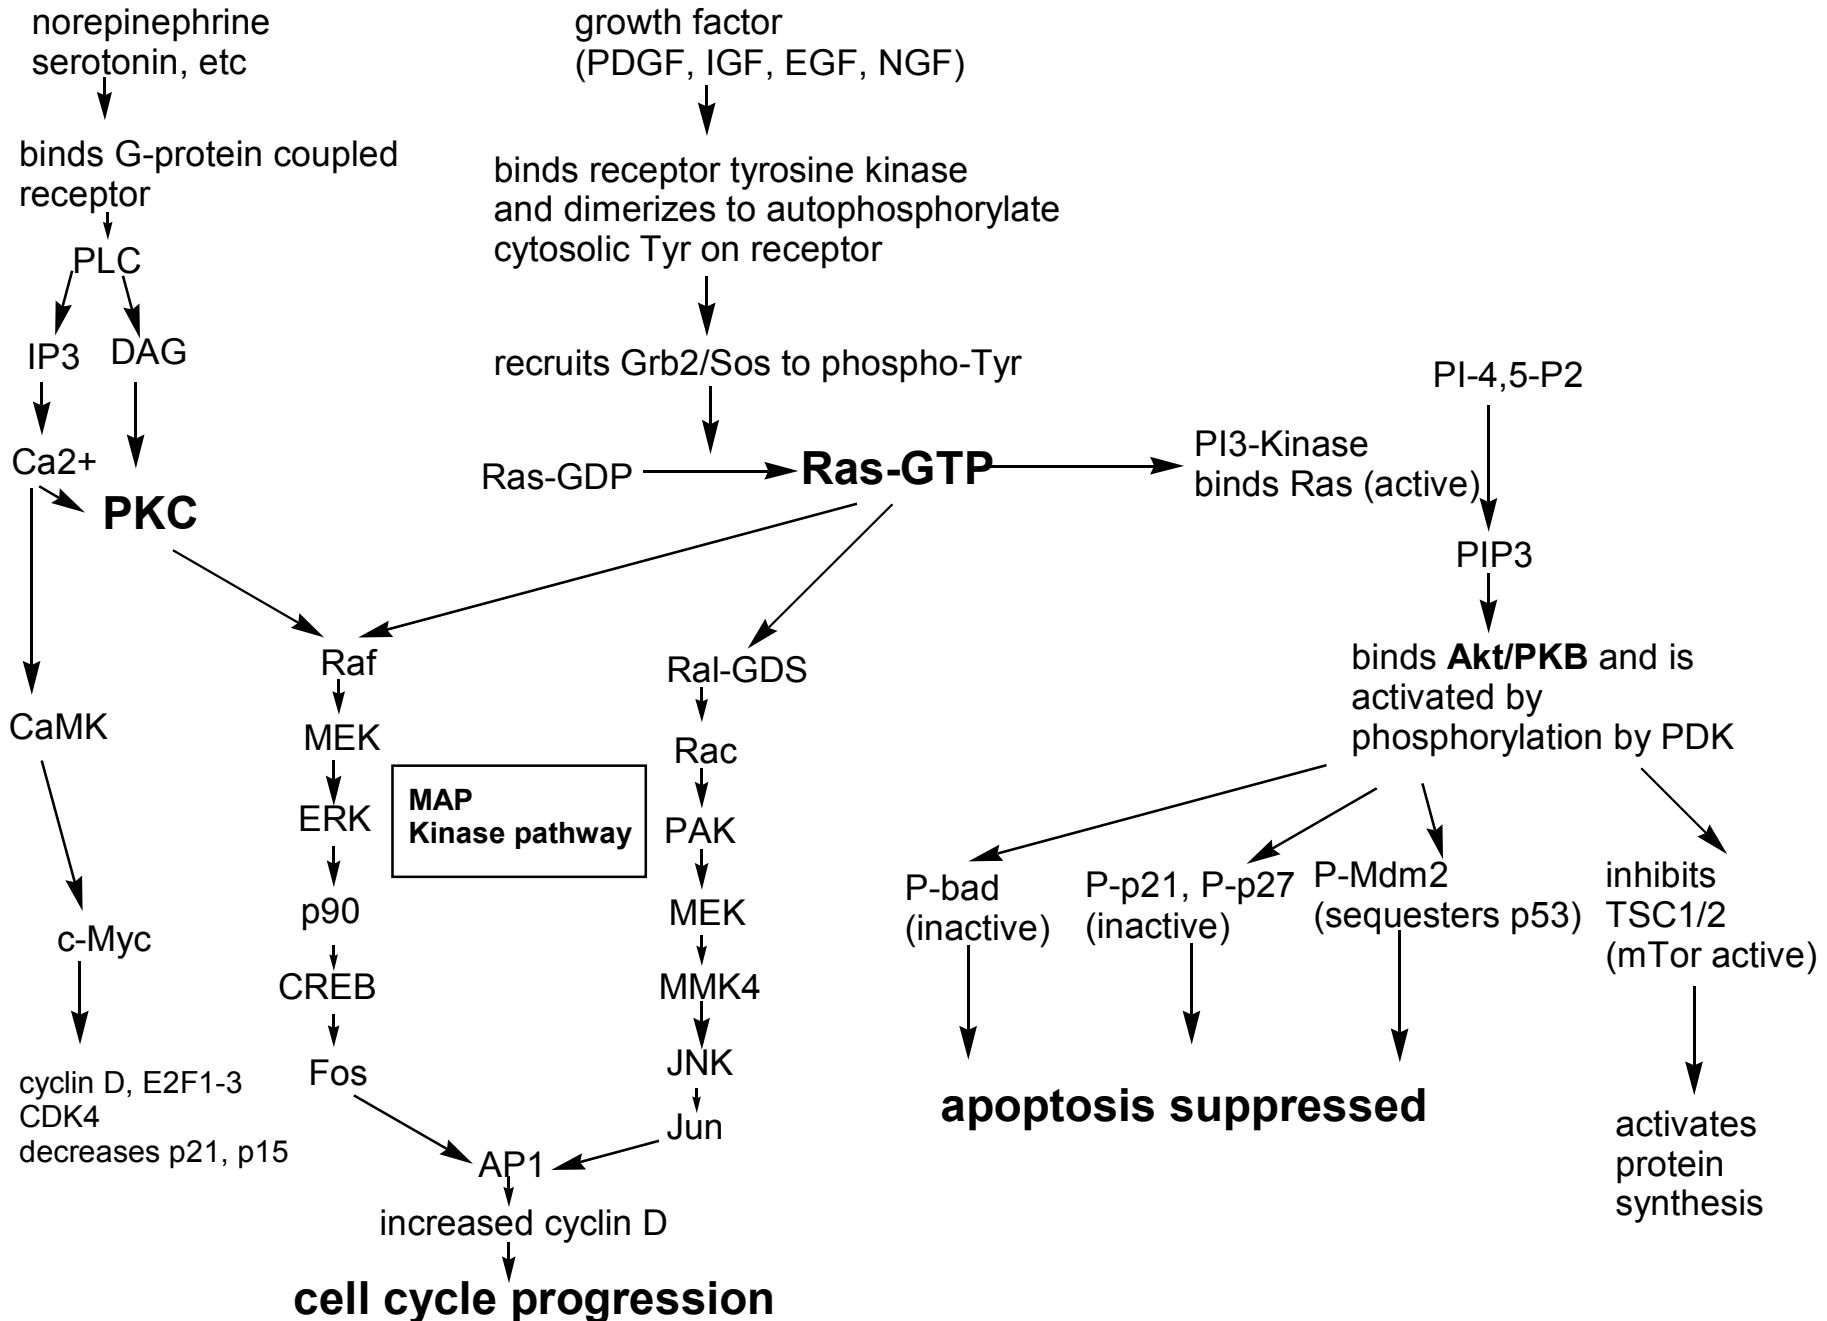 norepinephrine
serotonin, etc
growth factor
(PDGF, IGF, EGF, NGF)
binds G-protein coupled
receptor
binds receptor tyrosine kinase
and dimerizes to autophosphorylate
cytosolic Tyr on receptor
PLC
IP3
DAG
recruits Grb2/Sos to phospho-Tyr
PI-4,5-P2
Ca2+
PKC
Ras-GDP
Ras-GTP
PI3-Kinase
binds Ras (active)
PIP3
Raf
Ral-GDS
binds Akt/PKB and is
activated by
phosphorylation by PDK
CaMK
MEK
Rac
MAP
Kinase pathway
ERK
PAK
P-bad
(inactive)
P-p21, P-p27
(inactive)
P-Mdm2
(sequesters p53)
inhibits
TSC1/2
(mTor active)
p90
MEK
c-Myc
CREB
MMK4
Fos
JNK
cyclin D, E2F1-3
CDK4
decreases p21, p15
Jun
apoptosis suppressed
activates
protein
synthesis
AP1
increased cyclin D
cell cycle progression